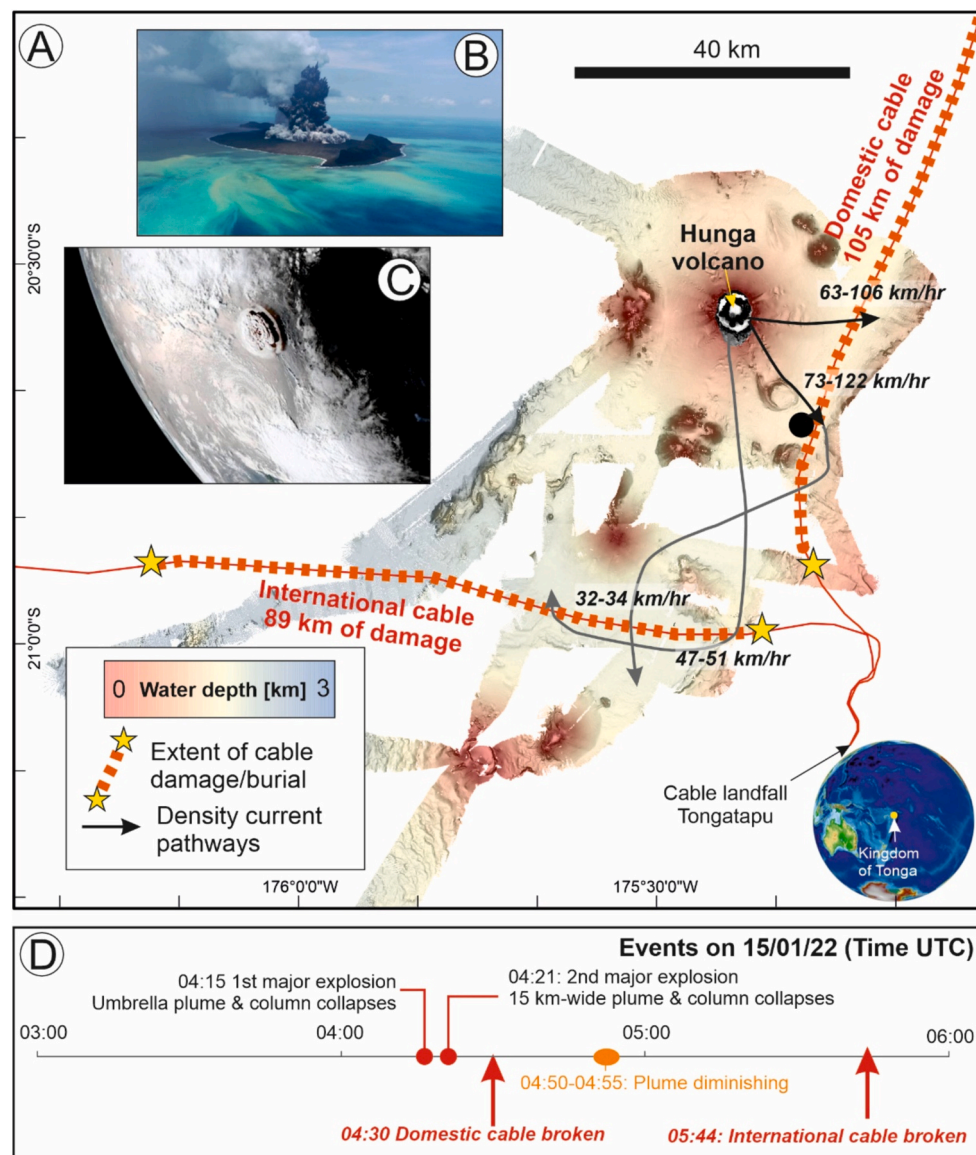 A
B
40 km
Domestic cable
105 km of damage
20°30'0"S
Hunga
volcano
C
63-106 km/hr
73-122 km/hr
International cable
89 km of damage
32-34 km/hr
47-51 km/hr
21°0'0"S
0 Water depth [km] 3
Extent of cable
damage/burial
Density current
pathways
Cable landfall
Tongatapu
Kingdom
of Tonga
176°0'0"W
175°30'0"W
D
Events on 15/01/22 (Time UTC)
04:15 1st major explosion
Umbrella plume & column collapses
04:21: 2nd major explosion
15 km-wide plume & column collapses
03:00
04:00
05:00
06:00
04:50-04:55: Plume diminishing
04:30 Domestic cable broken
05:44: International cable broken